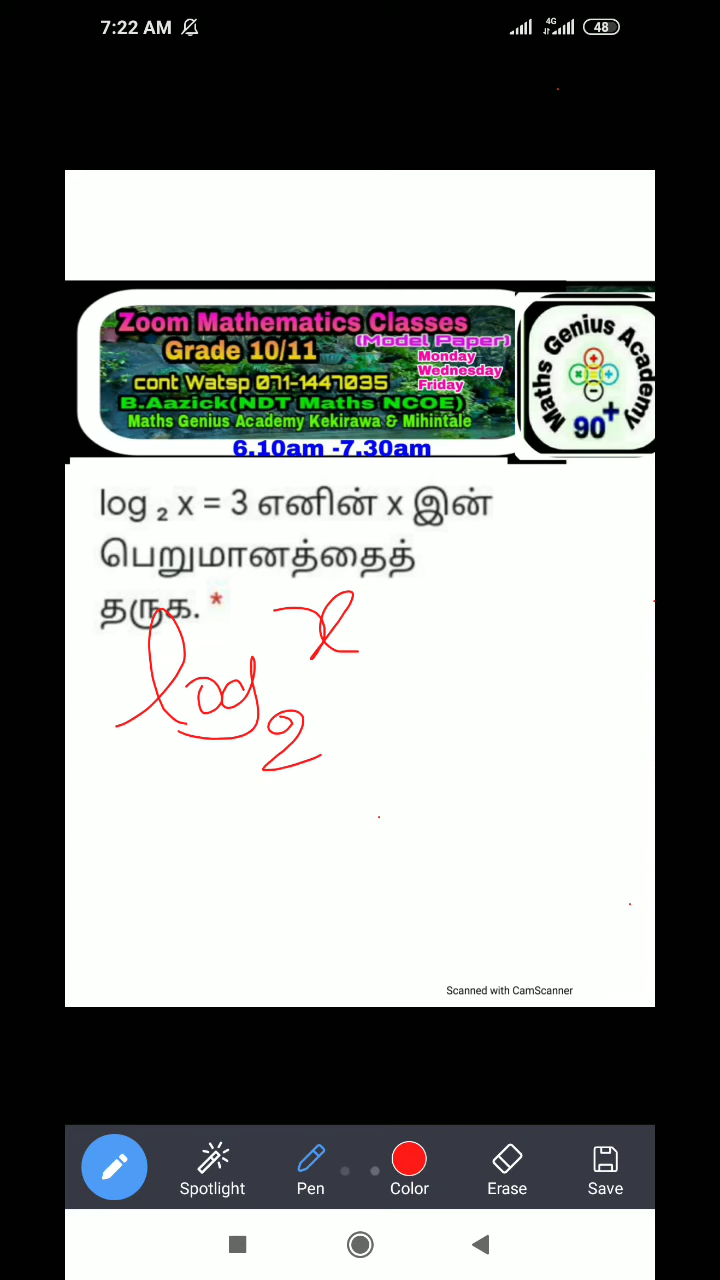 7:22 AM 4G 48
Zoom Mathematics Classes
(Model Paper)
Grade 10/11
Monday
Wednesday
Friday
cont Watsp 071-1447035
B.Aazick(NDT Maths NCOE)
Maths Genius Academy Kekirawa & Mihintale
6.10am -7.30am
Maths Genius Academy
90+
log ₂ x = 3 எனின் x இன்
பெறுமானத்தைத்
தருக. *
log₂ x
Scanned with CamScanner
Spotlight Pen Color Erase Save